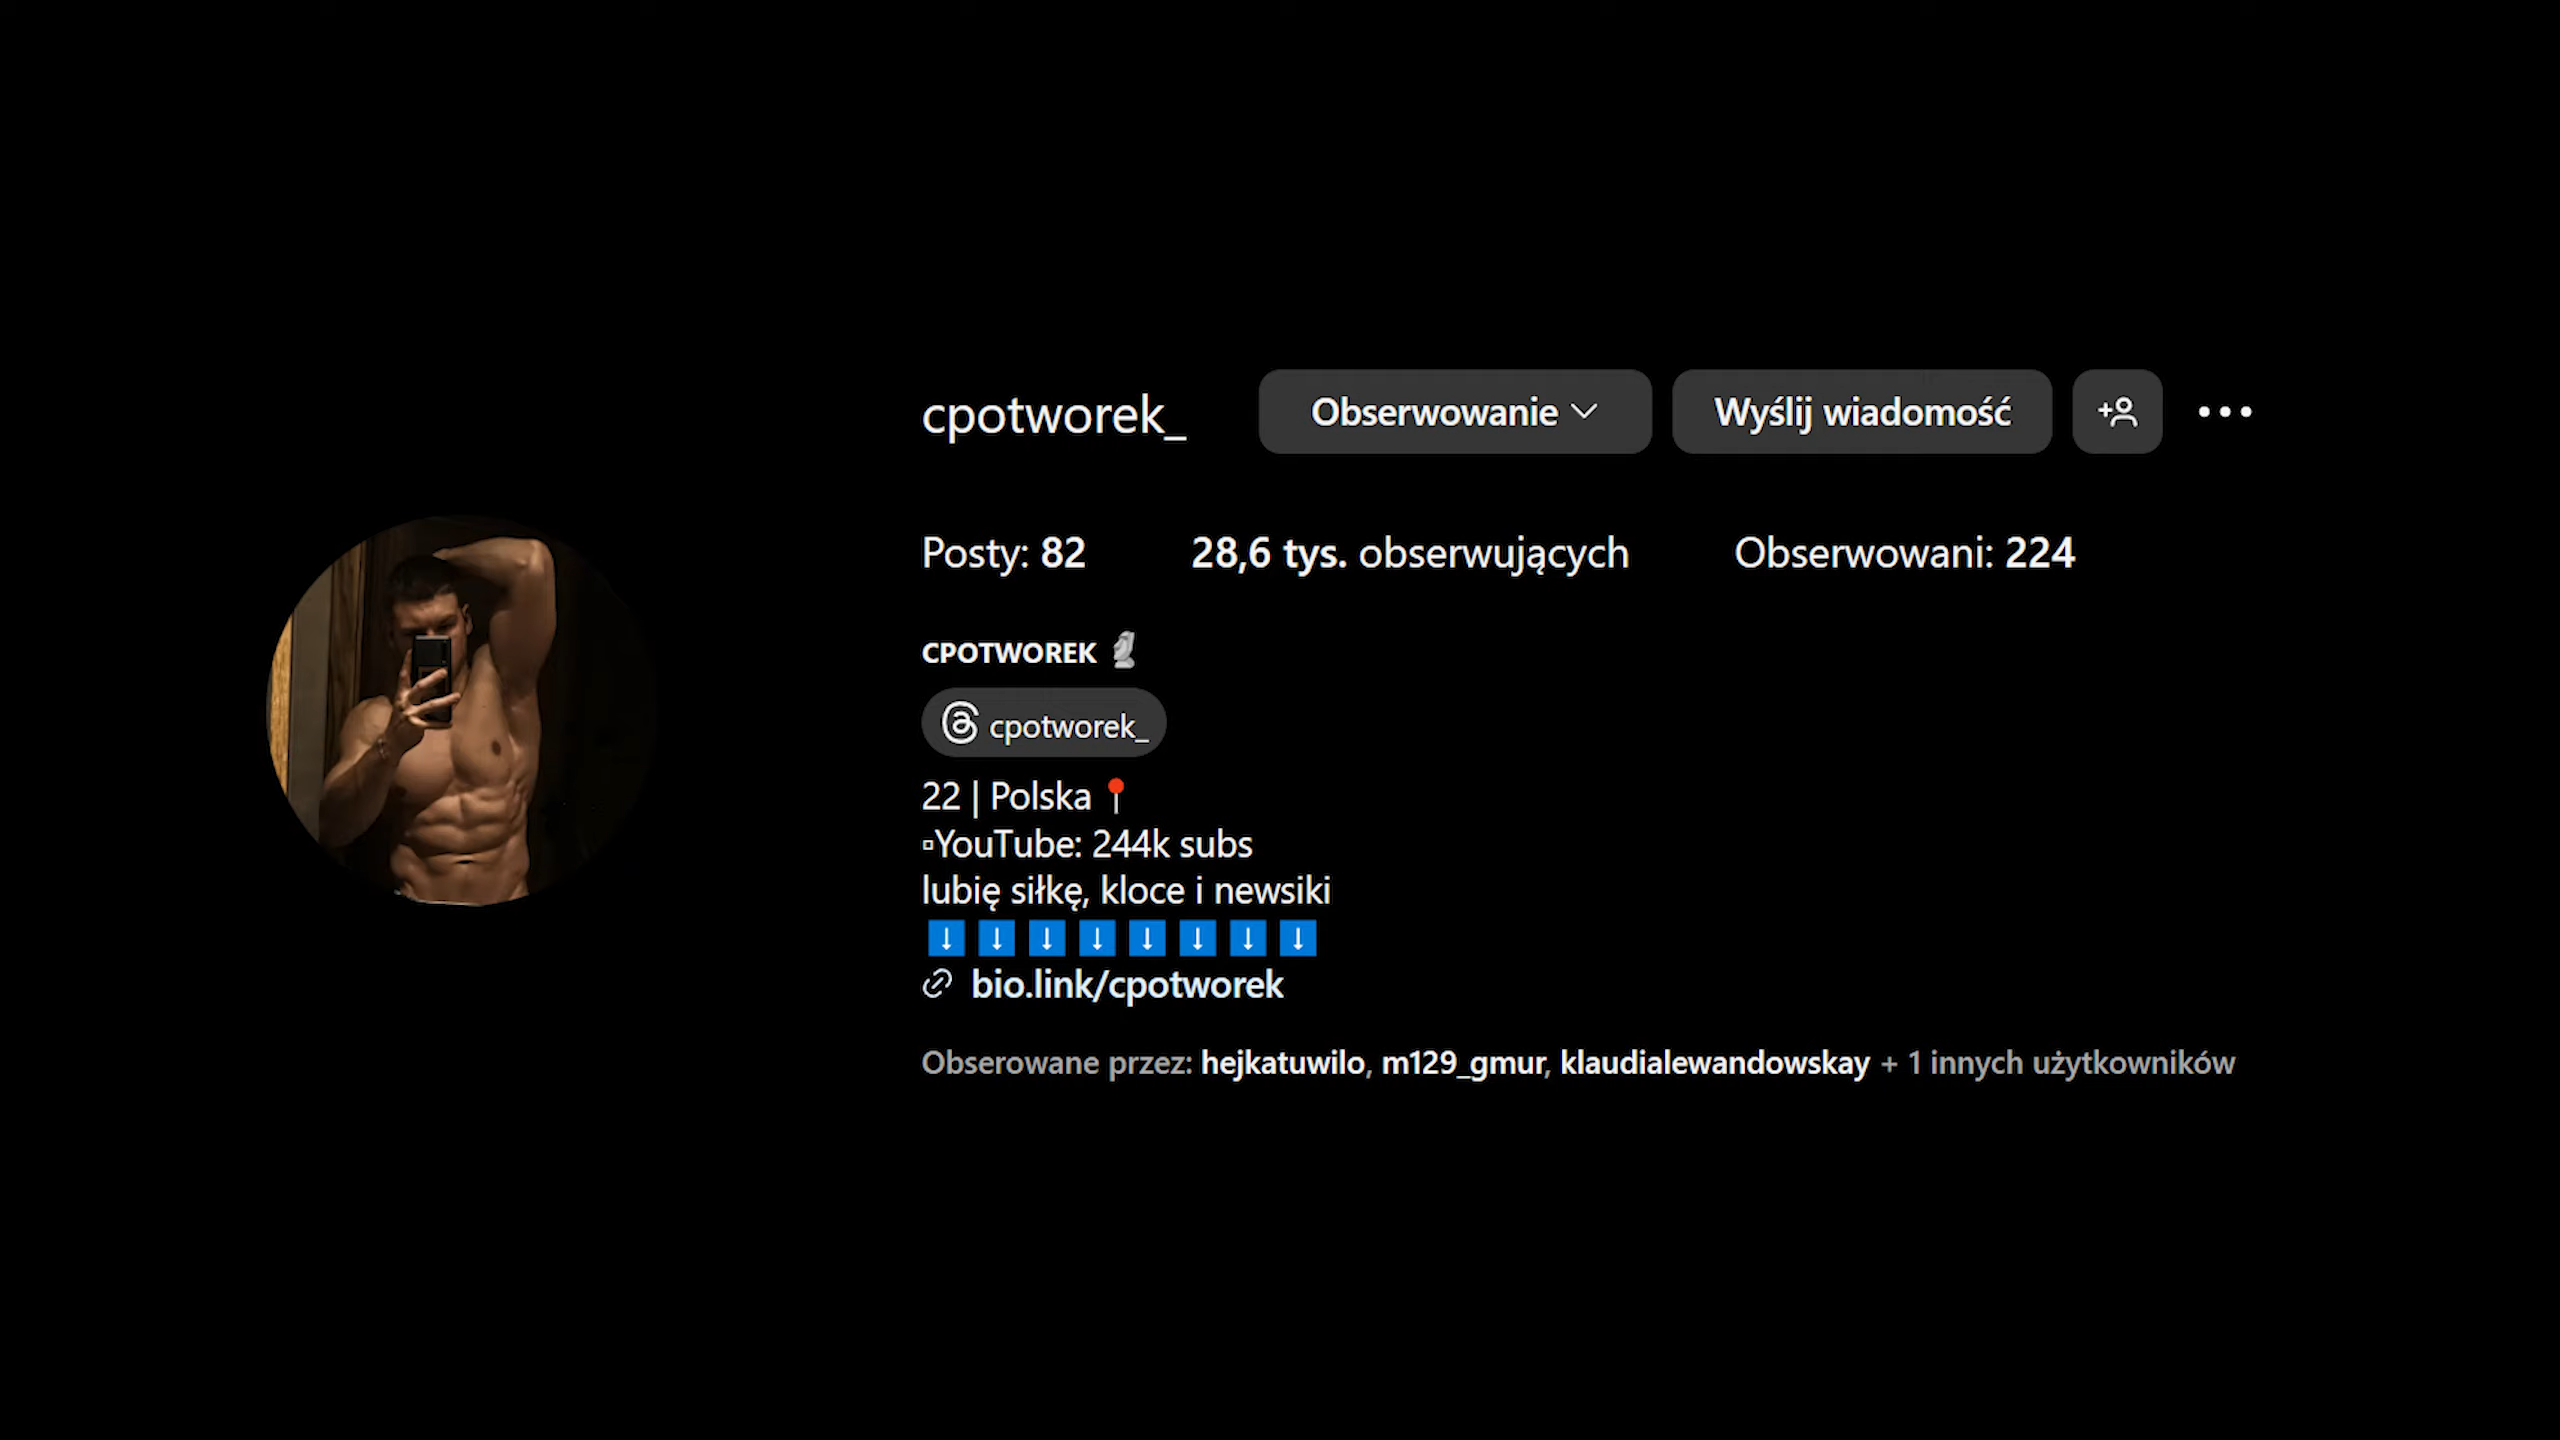 cpotworek_ Obserwowanie Wyślij wiadomość
Posty: 82 28,6 tys. obserwujących Obserwowani: 224
CPOTWOREK 🗿
cpotworek_
22 | Polska📍
▫YouTube: 244k subs
lubię siłkę, kloce i newsiki
⬇⬇⬇⬇⬇⬇⬇⬇
bio.link/cpotworek
Obserowane przez: hejkatuwilo, m129_gmur, klaudialewandowskay + 1 innych użytkowników